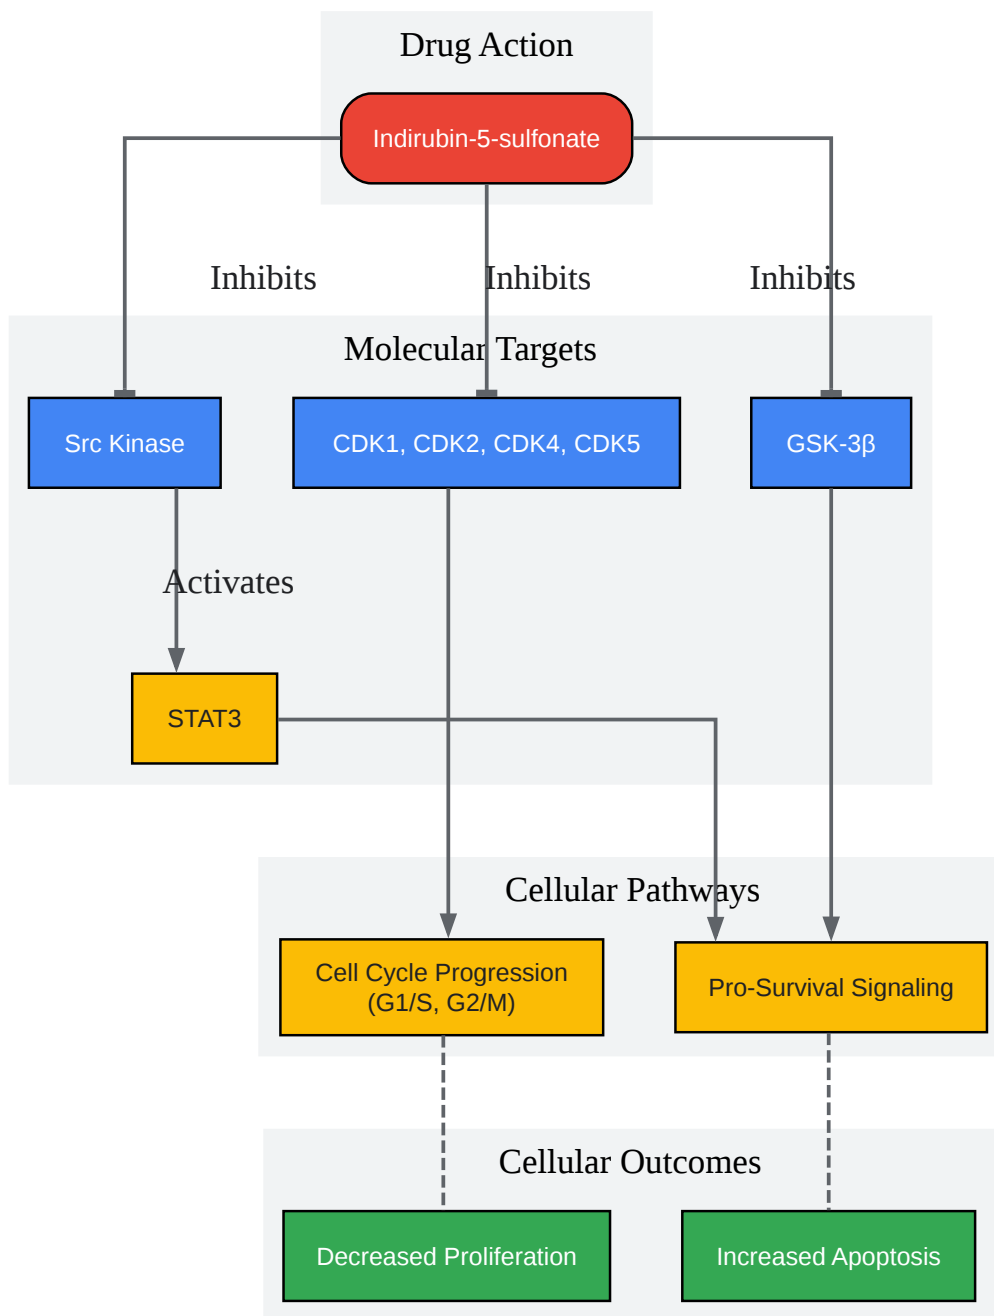 Drug Action
Indirubin-5-sulfonate
Inhibits
Inhibits
Inhibits
Molecular Targets
Src Kinase
CDK1, CDK2, CDK4, CDK5
GSK-3β
Activates
STAT3
Cellular Pathways
Cell Cycle Progression
(G1/S, G2/M)
Pro-Survival Signaling
Cellular Outcomes
Decreased Proliferation
Increased Apoptosis